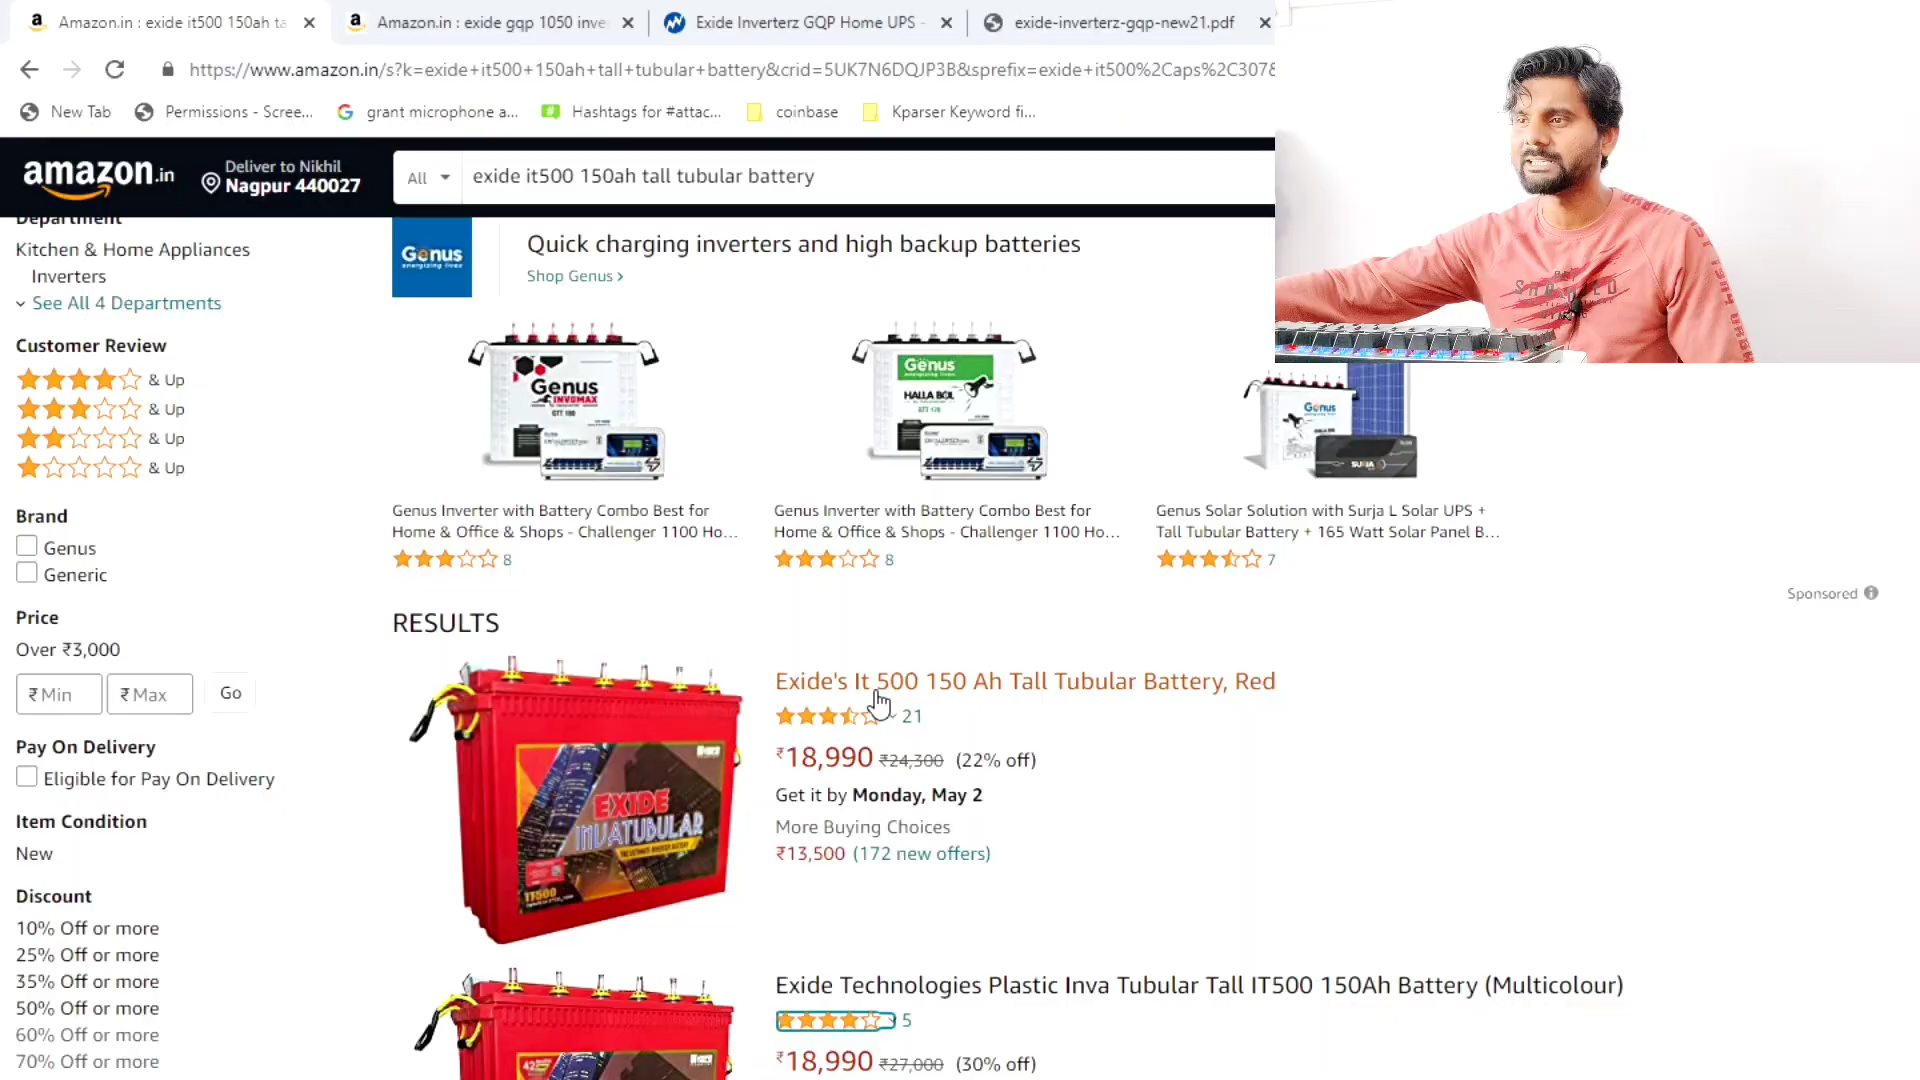 Amazon.in : exide it500 150ah ta
Amazon.in : exide gqp 1050 inve
Exide Inverterz GQP Home UPS -
exide-inverterz-gqp-new21.pdf
https://www.amazon.in/s?k=exide+it500+150ah+tall+tubular+battery&crid=5UK7N6DQJP3B&sprefix=exide+it500%2Caps%2C307&
New Tab
Permissions - Scree...
grant microphone a...
Hashtags for #attac...
coinbase
Kparser Keyword fi...
amazon.in
Deliver to Nikhil
Nagpur 440027
All
exide it500 150ah tall tubular battery
Department
Kitchen & Home Appliances
Inverters
See All 4 Departments
Customer Review
& Up
& Up
& Up
& Up
Brand
Genus
Generic
Price
Over ₹3,000
₹ Min
₹ Max
Go
Pay On Delivery
Eligible for Pay On Delivery
Item Condition
New
Discount
10% Off or more
25% Off or more
35% Off or more
50% Off or more
60% Off or more
70% Off or more
Genus
energizing lives
Quick charging inverters and high backup batteries
Shop Genus ›
Genus
INVOMAX
Genus
HALLA BOL
Genus
SURJA
Genus Inverter with Battery Combo Best for
Home & Office & Shops - Challenger 1100 Ho...
8
Genus Inverter with Battery Combo Best for
Home & Office & Shops - Challenger 1100 Ho...
8
Genus Solar Solution with Surja L Solar UPS +
Tall Tubular Battery + 165 Watt Solar Panel B...
7
Sponsored
RESULTS
EXIDE
INVATUBULAR
IT500
Exide's It 500 150 Ah Tall Tubular Battery, Red
21
₹18,990 ₹24,300 (22% off)
Get it by Monday, May 2
More Buying Choices
₹13,500 (172 new offers)
Exide Technologies Plastic Inva Tubular Tall IT500 150Ah Battery (Multicolour)
5
₹18,990 ₹27,000 (30% off)